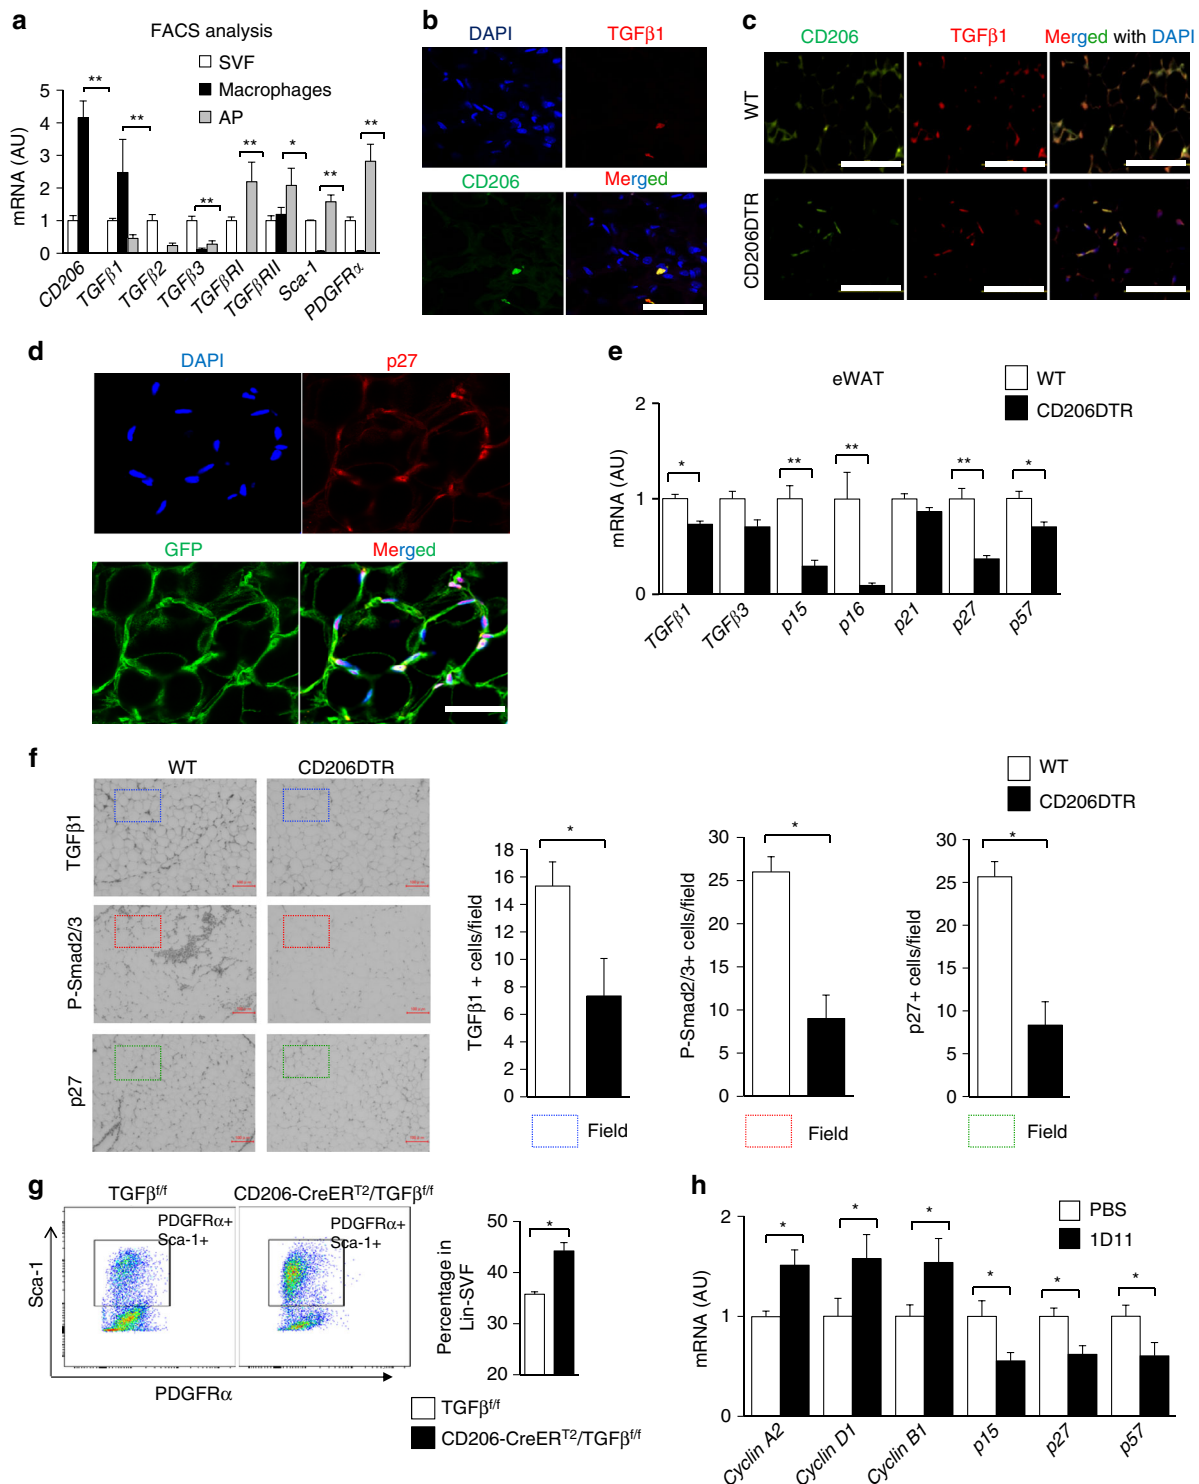 a
FACS analysis
SVF
Macrophages
AP
mRNA (AU)
5
4
3
2
1
0
** ** ** ** * ** **
CD206 TGFβ1 TGFβ2 TGFβ3 TGFβRI TGFβRII Sca-1 PDGFRα
b
DAPI TGFβ1
CD206 Merged
c
CD206 TGFβ1 Merged with DAPI
WT
CD206DTR
d
DAPI p27
GFP Merged
e
eWAT
WT
CD206DTR
mRNA (AU)
2
1
0
* ** ** ** *
TGFβ1 TGFβ3 p15 p16 p21 p27 p57
f
WT CD206DTR
TGFβ1
P-Smad2/3
p27
WT
CD206DTR
TGFβ1 + cells/field
18
16
14
12
10
8
6
4
2
0
*
Field
P-Smad2/3+ cells/field
30
25
20
15
10
5
0
*
Field
p27+ cells/field
30
25
20
15
10
5
0
*
Field
g
TGFβf/f CD206-CreERT2/TGFβf/f
PDGFRα+
Sca-1+
PDGFRα+
Sca-1+
Sca-1
PDGFRα
Percentage in
Lin-SVF
50
40
30
20
*
TGFβf/f
CD206-CreERT2/TGFβf/f
h
PBS
1D11
mRNA (AU)
2
1
0
* * * * * *
Cyclin A2 Cyclin D1 Cyclin B1 p15 p27 p57